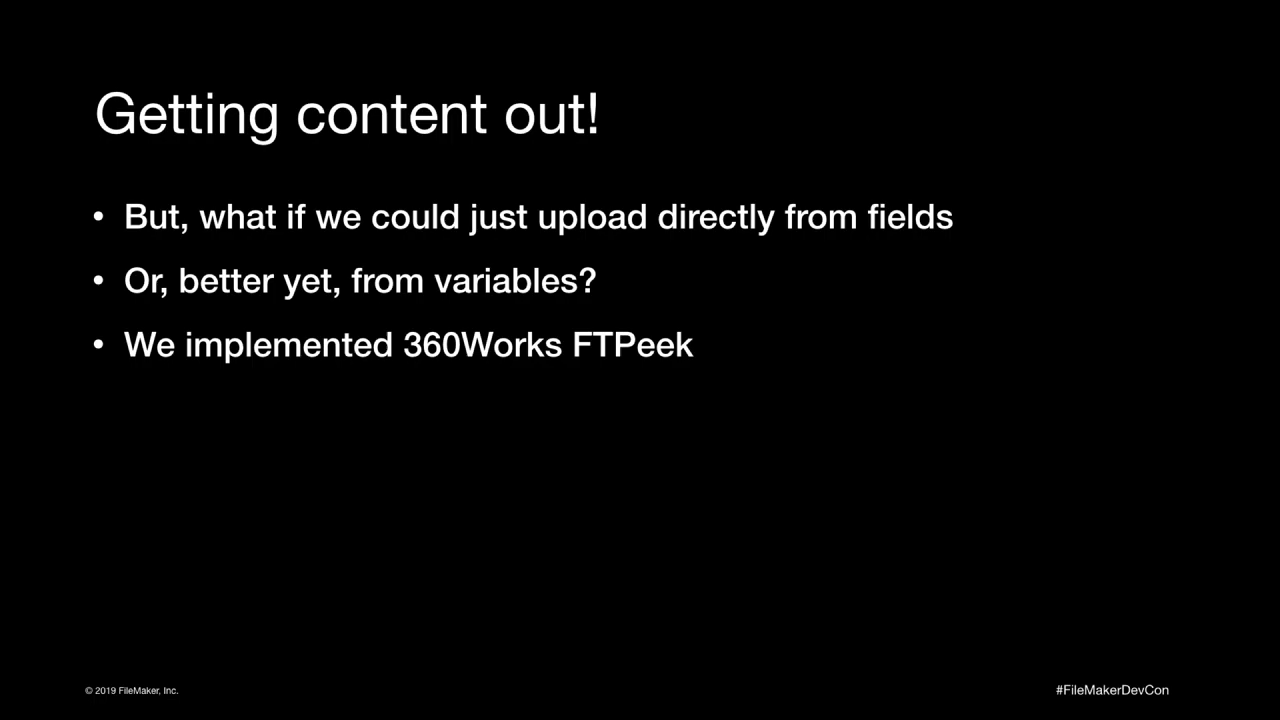 Getting content out!
• But, what if we could just upload directly from fields
• Or, better yet, from variables?
• We implemented 360Works FTPeek
© 2019 FileMaker, Inc.
#FileMakerDevCon